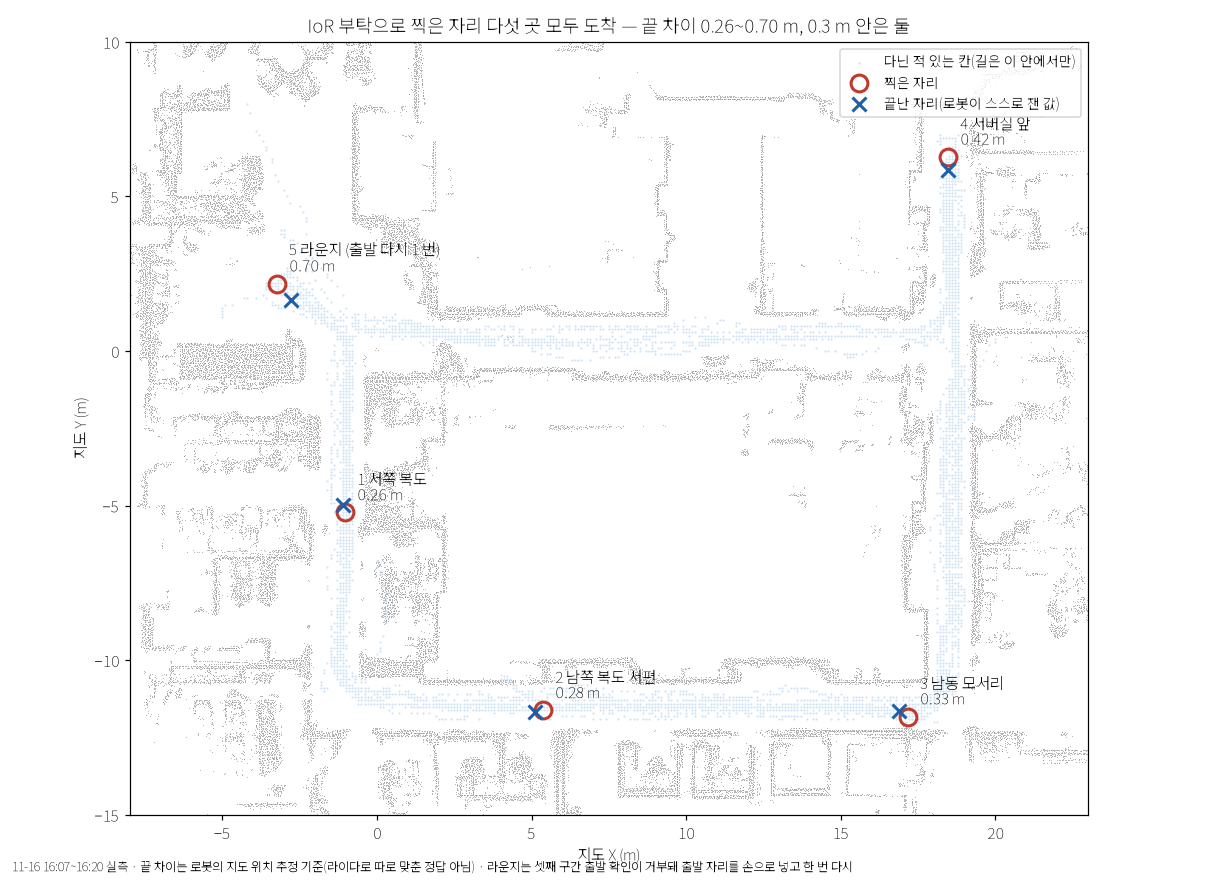 IoR 부탁으로 찍은 자리 다섯 곳 모두 도착 — 끝 차이 0.26~0.70 m, 0.3 m 안은 둘
다닌 적 있는 칸(길은 이 안에서만)
찍은 자리
끝난 자리(로봇이 스스로 잰 값)
4 서버실 앞
0.42 m
5 라운지 (출발 다시 1번)
0.70 m
1 서쪽 복도
0.26 m
2 남쪽 복도 서편
0.28 m
3 남동 모서리
0.33 m
10
5
0
−5
−10
−15
지도 Y (m)
−5
0
5
10
15
20
지도 X (m)
11-16 16:07~16:20 실측 · 끝 차이는 로봇의 지도 위치 추정 기준(라이다로 따로 맞춘 정답 아님) · 라운지는 셋째 구간 출발 확인이 거부돼 출발 자리를 손으로 넣고 한 번 다시